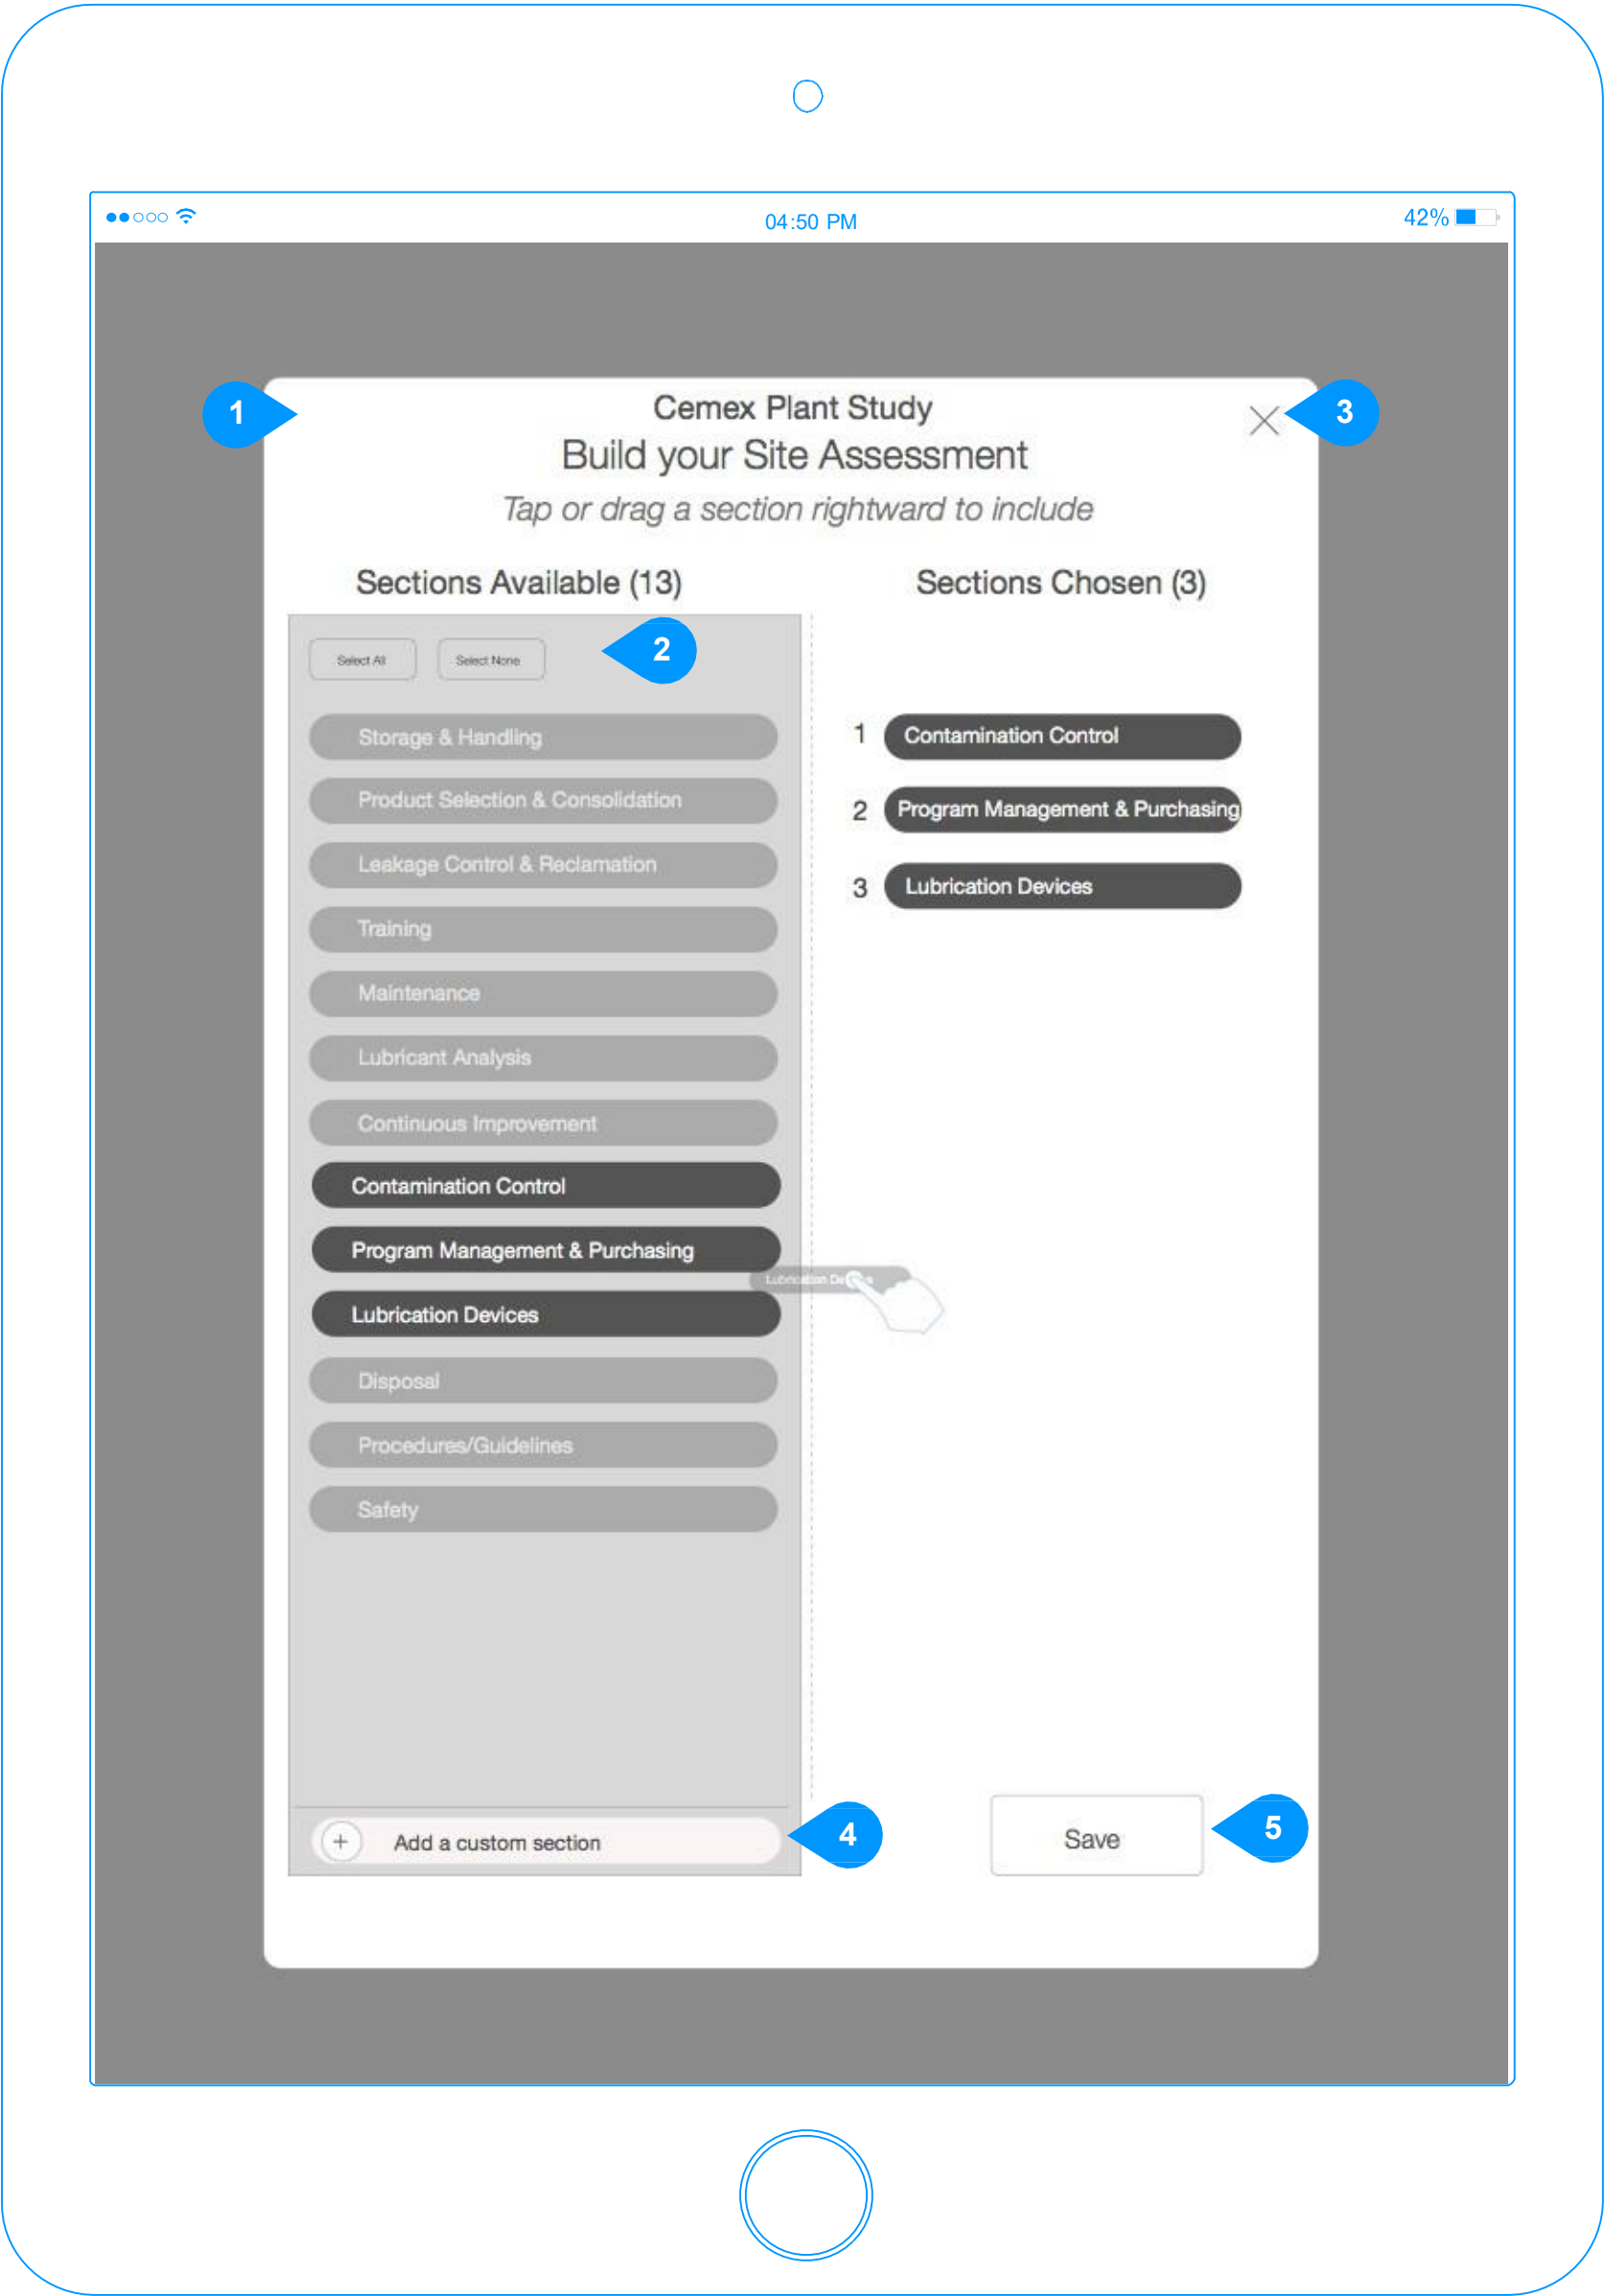 04:50 PM
42%
1
Cemex Plant Study
3
Build your Site Assessment
Tap or drag a section rightward to include
Sections Available (13)
Sections Chosen (3)
Select All
Select None
2
Storage & Handling
Product Selection & Consolidation
Leakage Control & Reclamation
Training
Maintenance
Lubricant Analysis
Continuous Improvement
Contamination Control
Program Management & Purchasing
Lubrication Devices
Disposal
Procedures/Guidelines
Safety
Add a custom section
4
1 Contamination Control
2 Program Management & Purchasing
3 Lubrication Devices
Lubrication De
Save
5